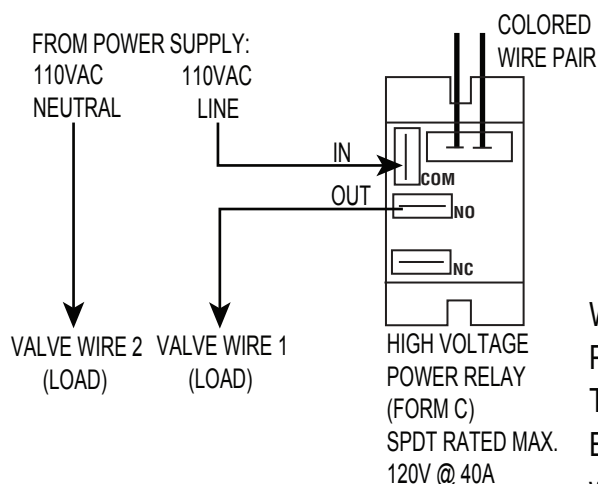 FROM POWER SUPPLY:
110VAC
NEUTRAL
110VAC
LINE
COLORED
WIRE PAIR
IN
COM
OUT
NO
NC
VALVE WIRE 2
(LOAD)
VALVE WIRE 1
(LOAD)
HIGH VOLTAGE
POWER RELAY
(FORM C)
SPDT RATED MAX.
120V @ 40A